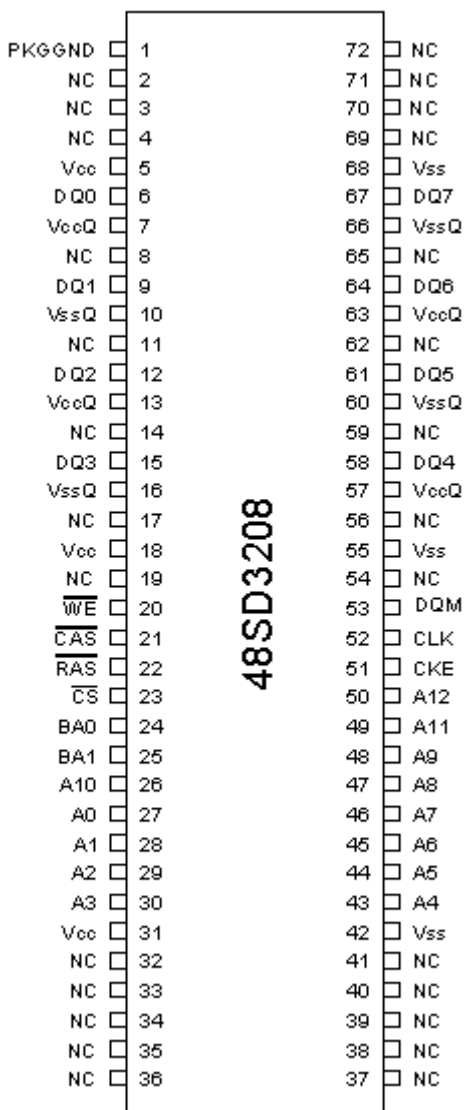 PKGGND 1 72 NC
NC 2 71 NC
NC 3 70 NC
NC 4 69 NC
Vcc 5 68 Vss
DQ0 6 67 DQ7
VccQ 7 66 VssQ
NC 8 65 NC
DQ1 9 64 DQ6
VssQ 10 63 VccQ
NC 11 62 NC
DQ2 12 61 DQ5
VccQ 13 60 VssQ
NC 14 59 NC
DQ3 15 58 DQ4
VssQ 16 57 VccQ
NC 17 56 NC
Vcc 18 55 Vss
NC 19 54 NC
W̅E̅ 20 53 DQM
C̅A̅S̅ 21 52 CLK
R̅A̅S̅ 22 51 CKE
C̅S̅ 23 50 A12
BA0 24 49 A11
BA1 25 48 A9
A10 26 47 A8
A0 27 46 A7
A1 28 45 A6
A2 29 44 A5
A3 30 43 A4
Vcc 31 42 Vss
NC 32 41 NC
NC 33 40 NC
NC 34 39 NC
NC 35 38 NC
NC 36 37 NC
48SD3208